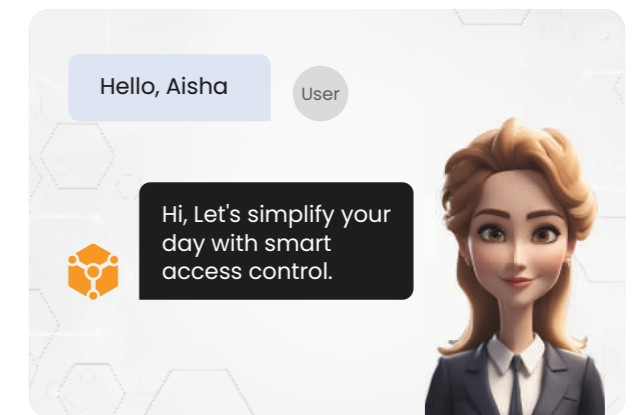 Hello, Aisha
User
Hi, Let's simplify your
day with smart
access control.